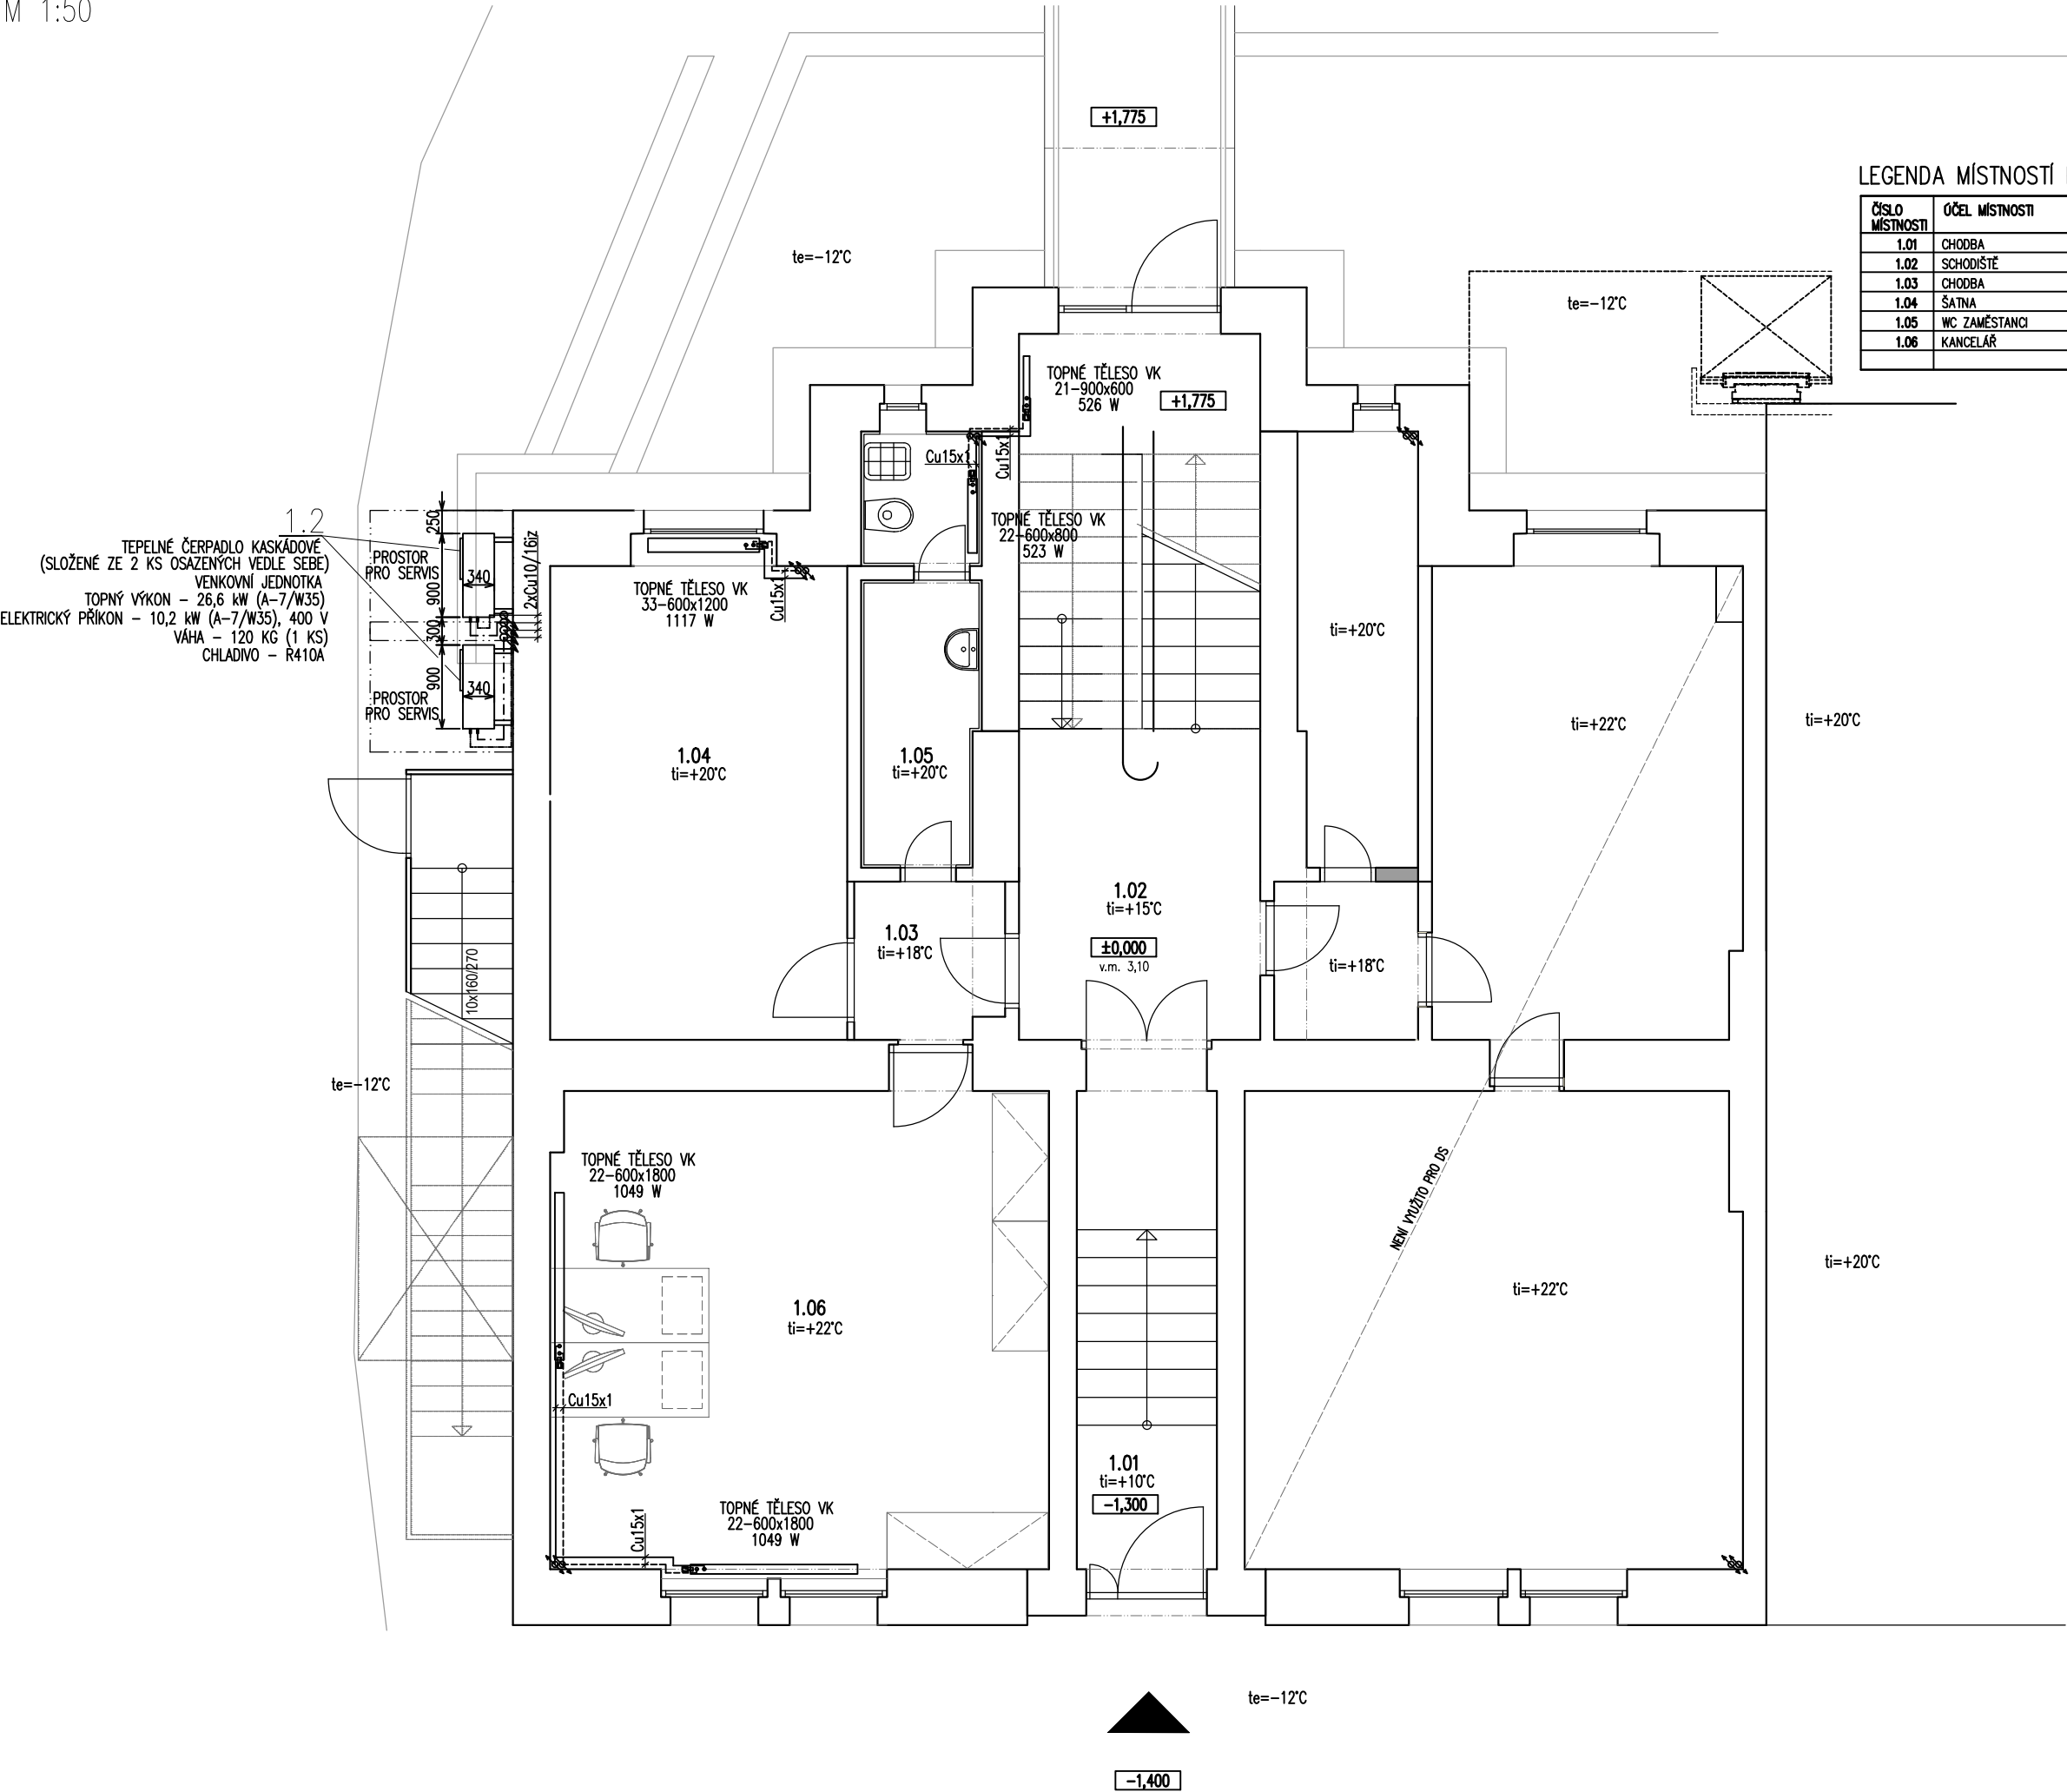 M 1:50
+1,775
LEGENDA MÍSTNOSTÍ
ČÍSLO MÍSTNOSTI ÚČEL MÍSTNOSTI
1.01 CHODBA
1.02 SCHODIŠTĚ
1.03 CHODBA
1.04 ŠATNA
1.05 WC ZAMĚSTANCI
1.06 KANCELÁŘ
te=-12°C
te=-12°C
TOPNÉ TĚLESO VK
21-900x600
526 W
+1,775
Cu15x1
Cu15x1
TOPNÉ TĚLESO VK
22-600x800
523 W
1.2
TEPELNÉ ČERPADLO KASKÁDOVÉ
(SLOŽENÉ ZE 2 KS OSAZENÝCH VEDLE SEBE)
VENKOVNÍ JEDNOTKA
TOPNÝ VÝKON - 26,6 kW (A-7/W35)
ELEKTRICKÝ PŘÍKON - 10,2 kW (A-7/W35), 400 V
VÁHA - 120 KG (1 KS)
CHLADIVO - R410A
PROSTOR
PRO SERVIS
PROSTOR
PRO SERVIS
250
900
300
900
340
340
2xCu10/16iz
TOPNÉ TĚLESO VK
33-600x1200
1117 W
Cu15x1
ti=+20°C
1.04
ti=+20°C
1.05
ti=+20°C
ti=+22°C
ti=+20°C
1.02
ti=+15°C
±0,000
v.m. 3,10
1.03
ti=+18°C
ti=+18°C
10x160/270
te=-12°C
TOPNÉ TĚLESO VK
22-600x1800
1049 W
NENÍ VYUŽITO PRO DS
1.06
ti=+22°C
ti=+22°C
ti=+20°C
Cu15x1
1.01
ti=+10°C
-1,300
TOPNÉ TĚLESO VK
22-600x1800
1049 W
Cu15x1
te=-12°C
-1,400